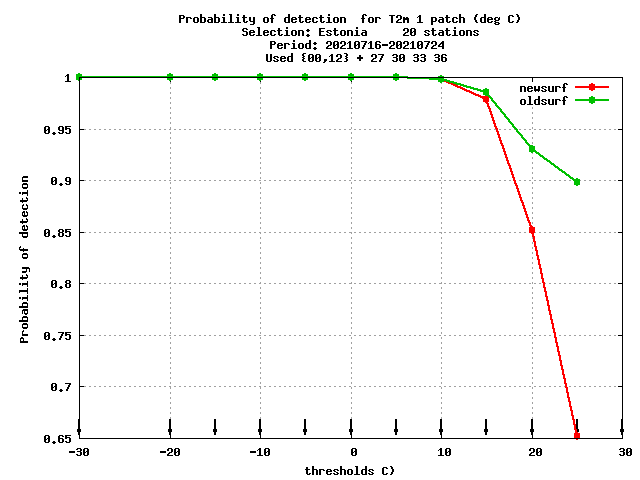 Probability of detection  for T2m 1 patch (deg C)
Selection: Estonia     20 stations
Period: 20210716-20210724
Used {00,12} + 27 30 33 36
newsurf
oldsurf
1
0.95
0.9
0.85
0.8
0.75
0.7
0.65
Probability of detection
-30
-20
-10
0
10
20
30
thresholds C)